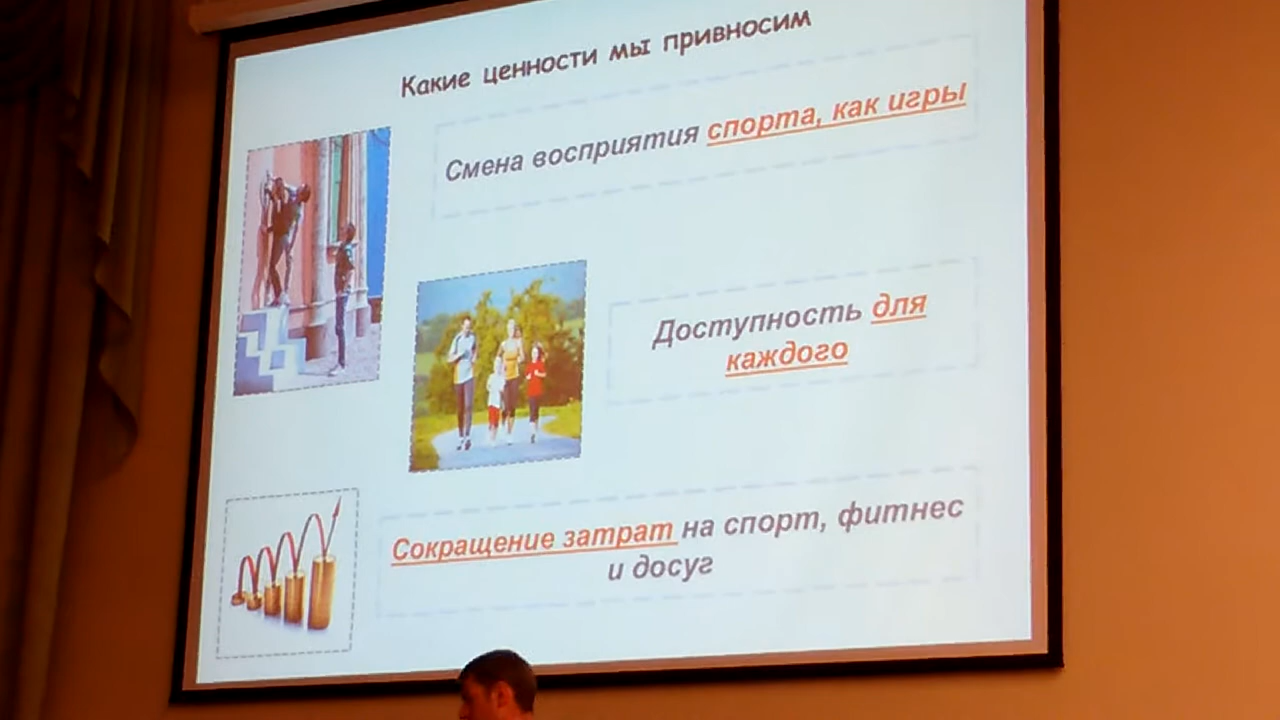 Какие ценности мы привносим
Смена восприятия спорта, как игры
Доступность для
каждого
Сокращение затрат на спорт, фитнес
и досуг